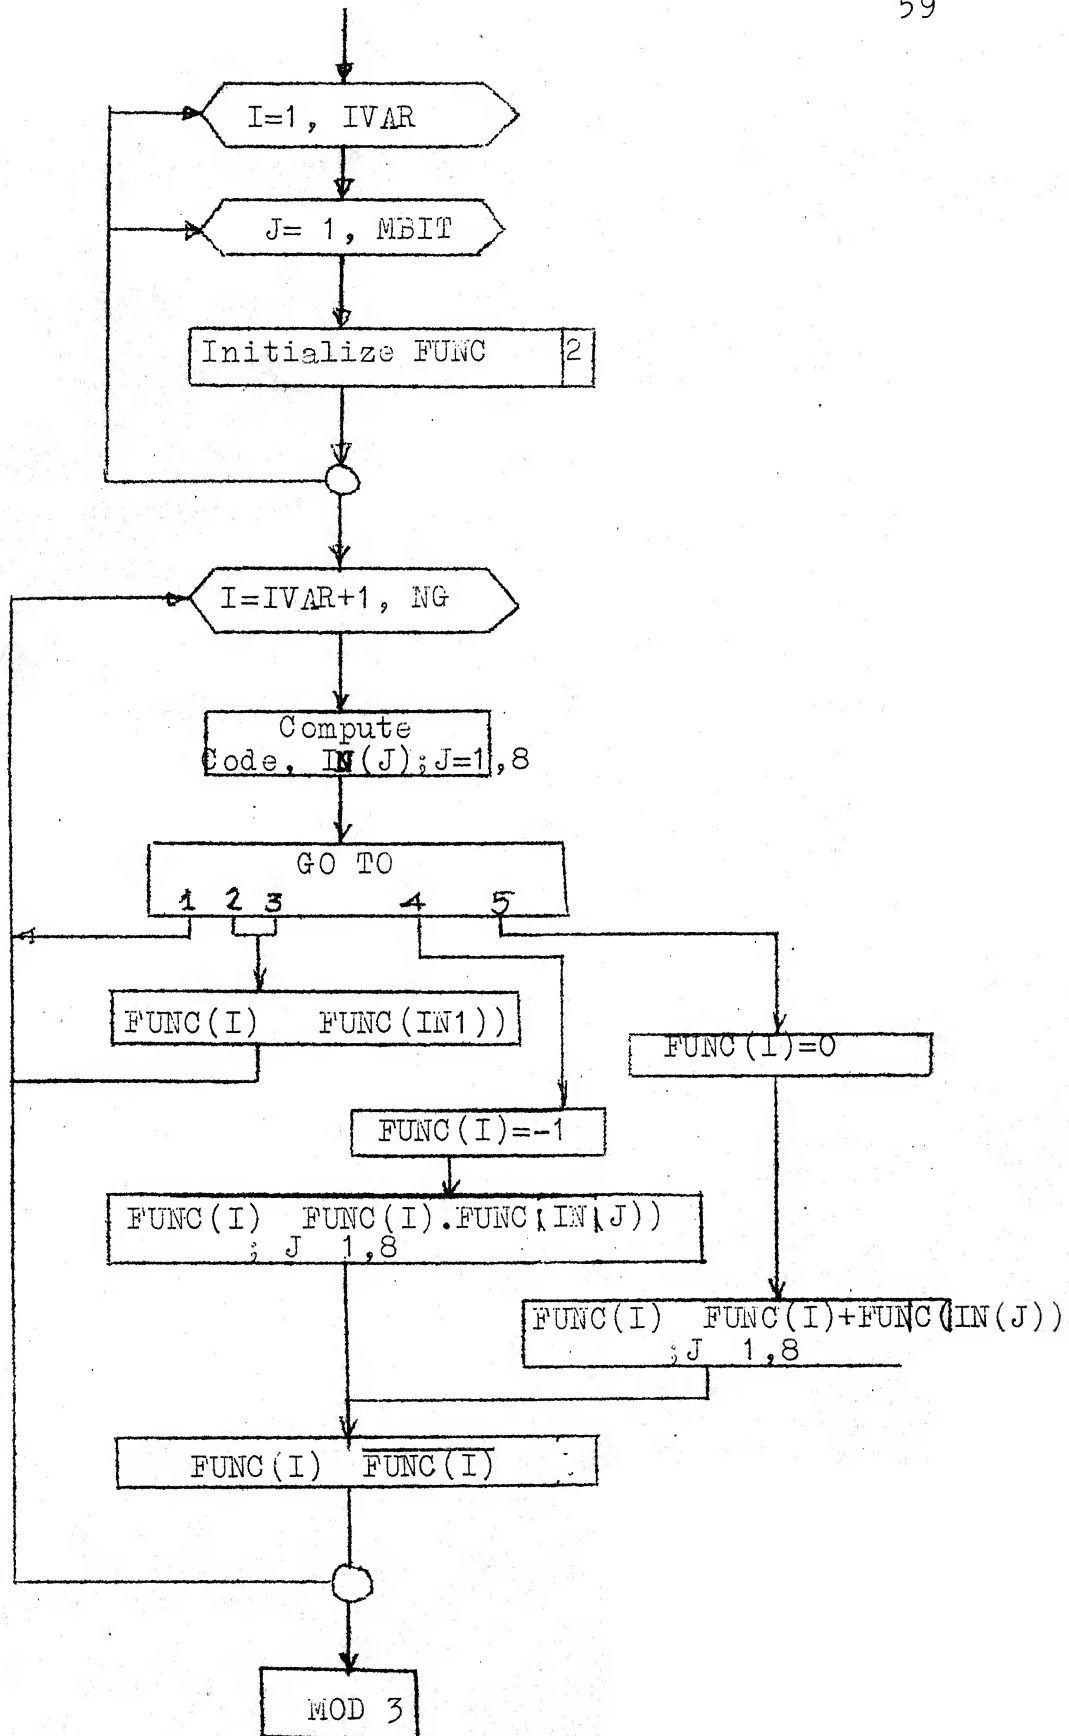 59
I=1, IVAR
J= 1, MBIT
Initialize FUNC 2
I=IVAR+1, NG
Compute
Code, IN(J);J=1,8
GO TO
1 2 3 4 5
FUNC(I) FUNC(IN1))
FUNC(I)=0
FUNC(I)=-1
FUNC(I) FUNC(I).FUNC(IN(J))
; J 1,8
FUNC(I) FUNC(I)+FUNC(IN(J))
;J 1,8
FUNC(I) F̅U̅N̅C̅(̅I̅)̅
MOD 3